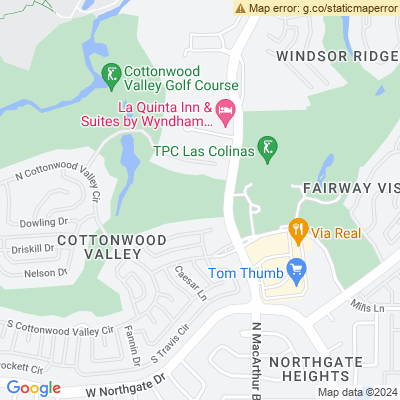 Map error: g.co/staticmaperror
WINDSOR RIDGE
Cottonwood
Valley Golf Course
La Quinta Inn &
Suites by Wyndham...
TPC Las Colinas
N Cottonwood Valley Cir
FAIRWAY VIS
Dowling Dr
Via Real
COTTONWOOD
VALLEY
Driskill Dr
Nelson Dr
Tom Thumb
Caesar Ln
Mills Ln
S Cottonwood Valley Cir
Fannin Dr
S Travis Cir
N MacArthur B
NORTHGATE
HEIGHTS
rockett Cir
W Northgate Dr
Google
Map data ©2024